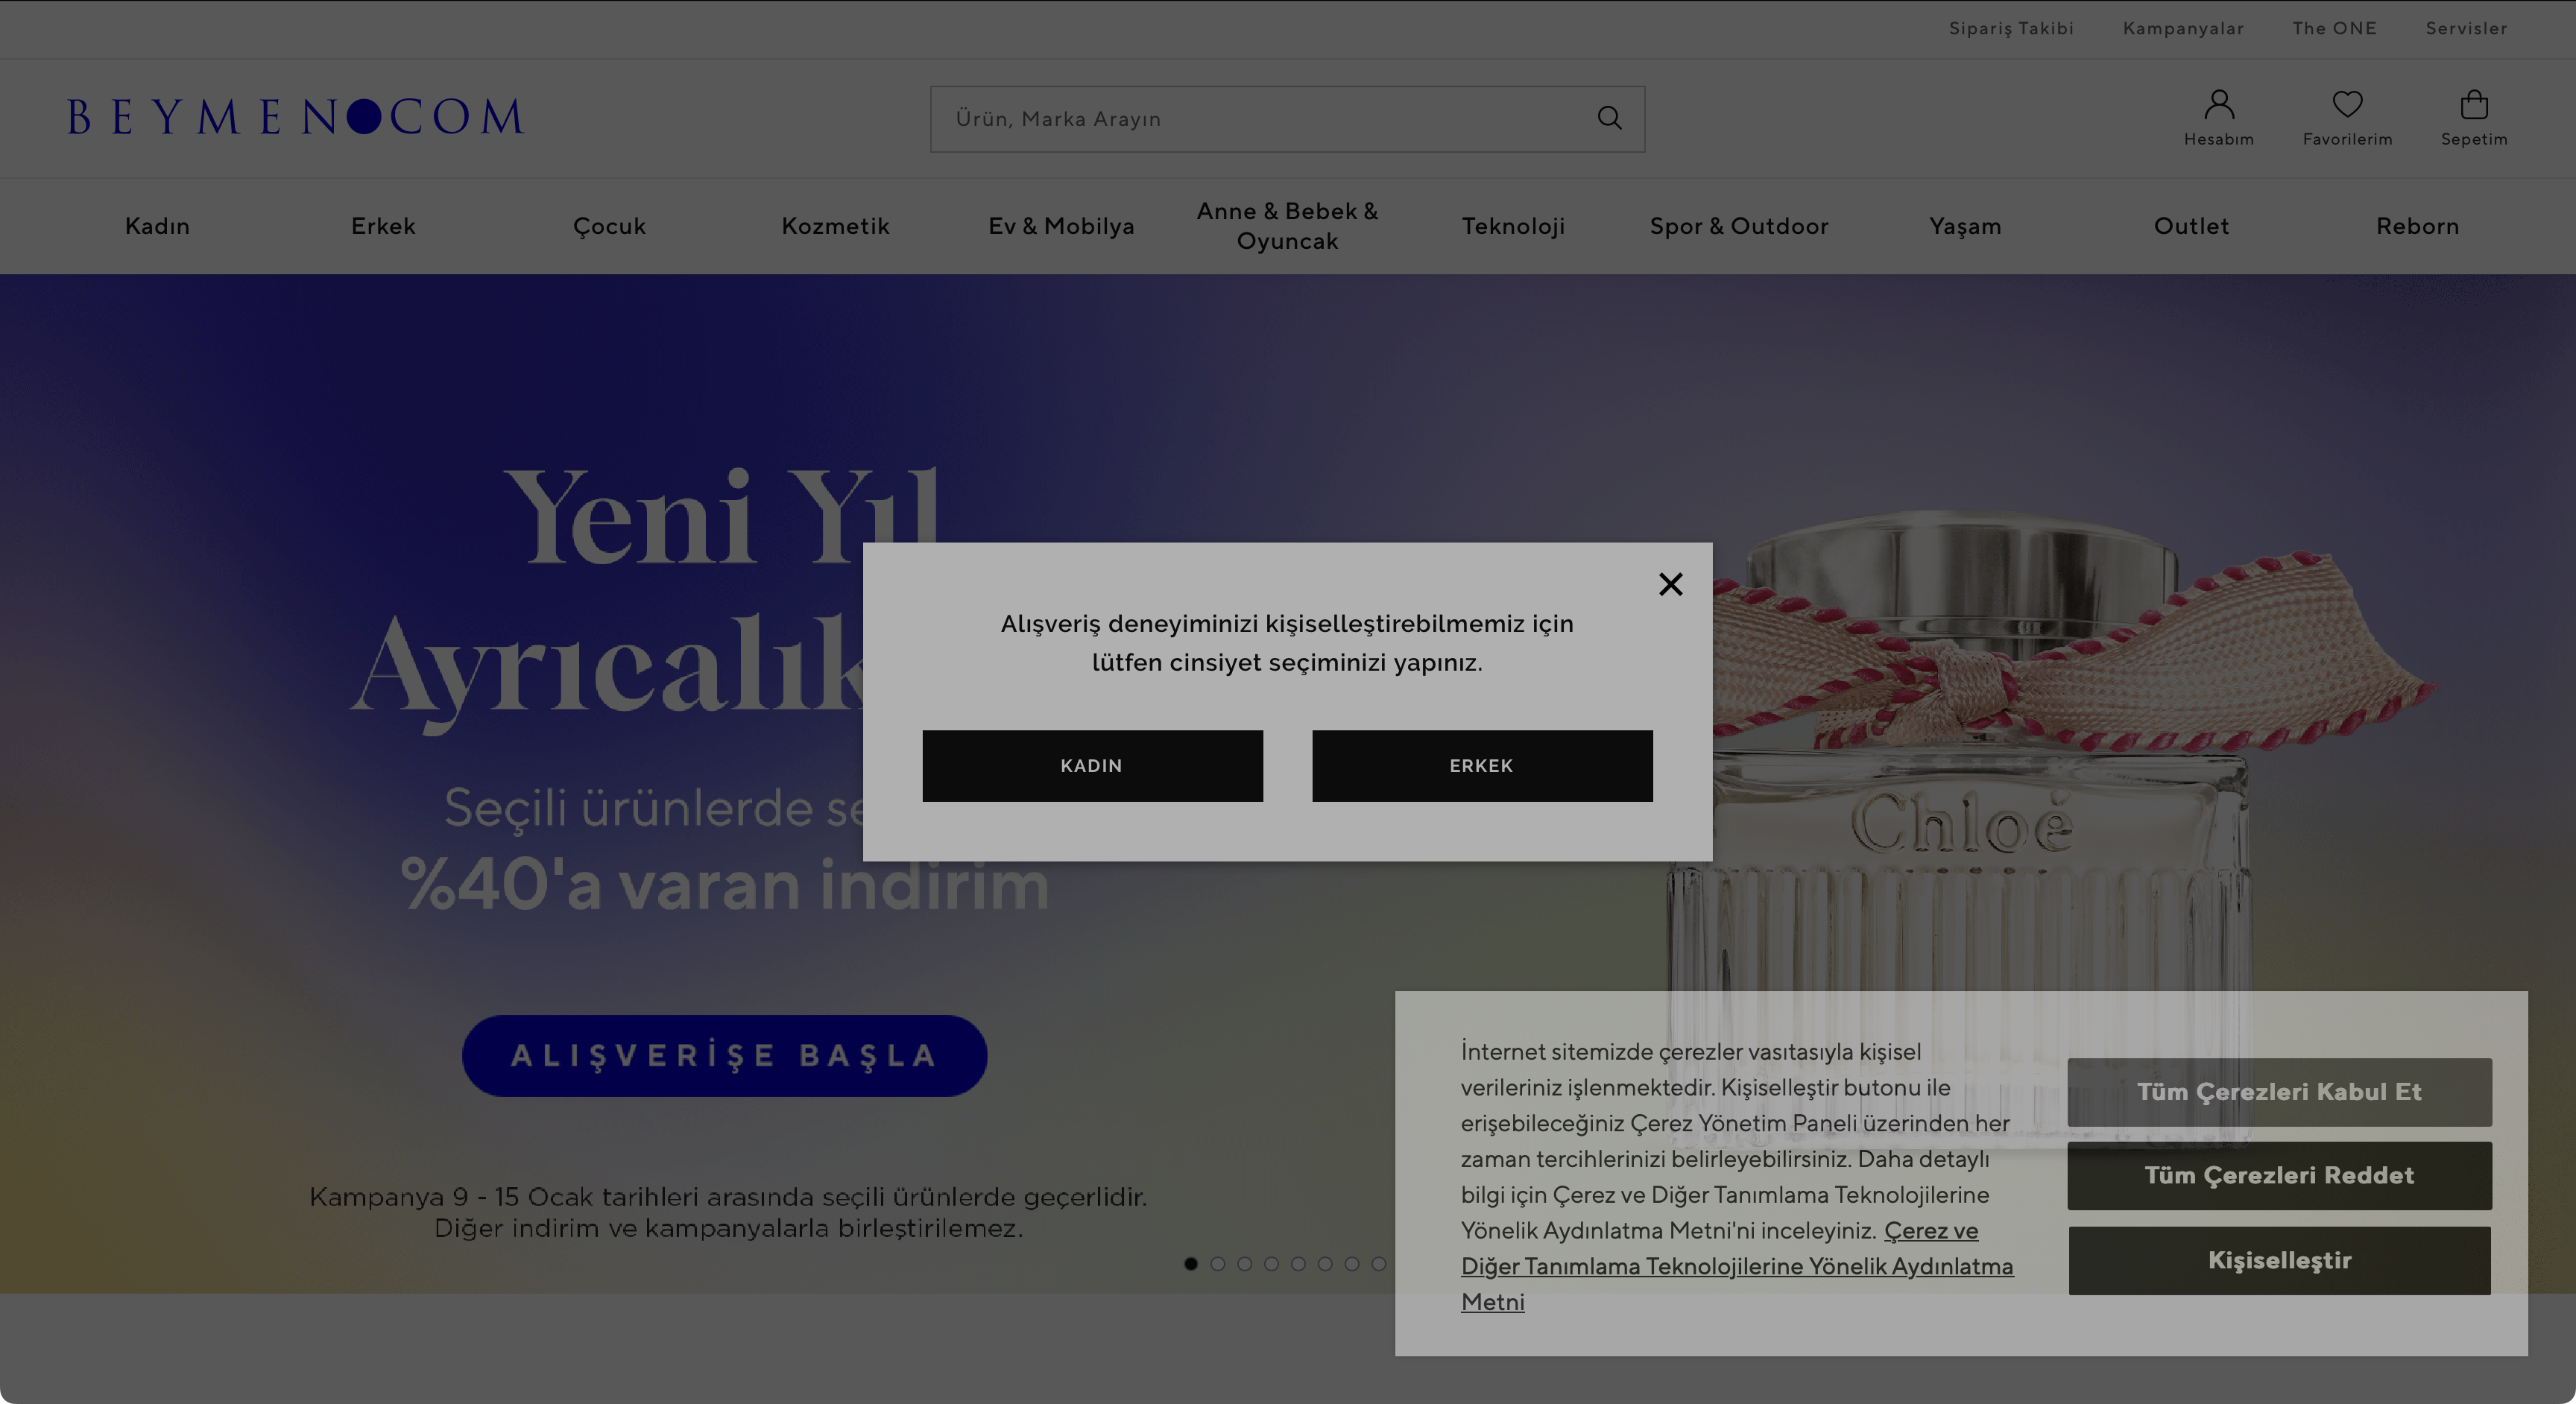 Sipariş Takibi Kampanyalar The ONE Servisler
BEYMEN COM
Ürün, Marka Arayın
Hesabım Favorilerim Sepetim
Kadın Erkek Çocuk Kozmetik Ev & Mobilya Anne & Bebek & Oyuncak Teknoloji Spor & Outdoor Yaşam Outlet Reborn
Yeni Yıl
Ayrıcalık
Seçili ürünlerde
%40'a varan indirim
ALIŞVERİŞE BAŞLA
Kampanya 9 - 15 Ocak tarihleri arasında seçili ürünlerde geçerlidir.
Diğer indirim ve kampanyalarla birleştirilemez.
Alışveriş deneyiminizi kişiselleştirebilmemiz için
lütfen cinsiyet seçiminizi yapınız.
KADIN ERKEK
Chloé
İnternet sitemizde çerezler vasıtasıyla kişisel
verileriniz işlenmektedir. Kişiselleştir butonu ile
erişebileceğiniz Çerez Yönetim Paneli üzerinden her
zaman tercihlerinizi belirleyebilirsiniz. Daha detaylı
bilgi için Çerez ve Diğer Tanımlama Teknolojilerine
Yönelik Aydınlatma Metni'ni inceleyiniz. Çerez ve
Diğer Tanımlama Teknolojilerine Yönelik Aydınlatma
Metni
Tüm Çerezleri Kabul Et
Tüm Çerezleri Reddet
Kişiselleştir